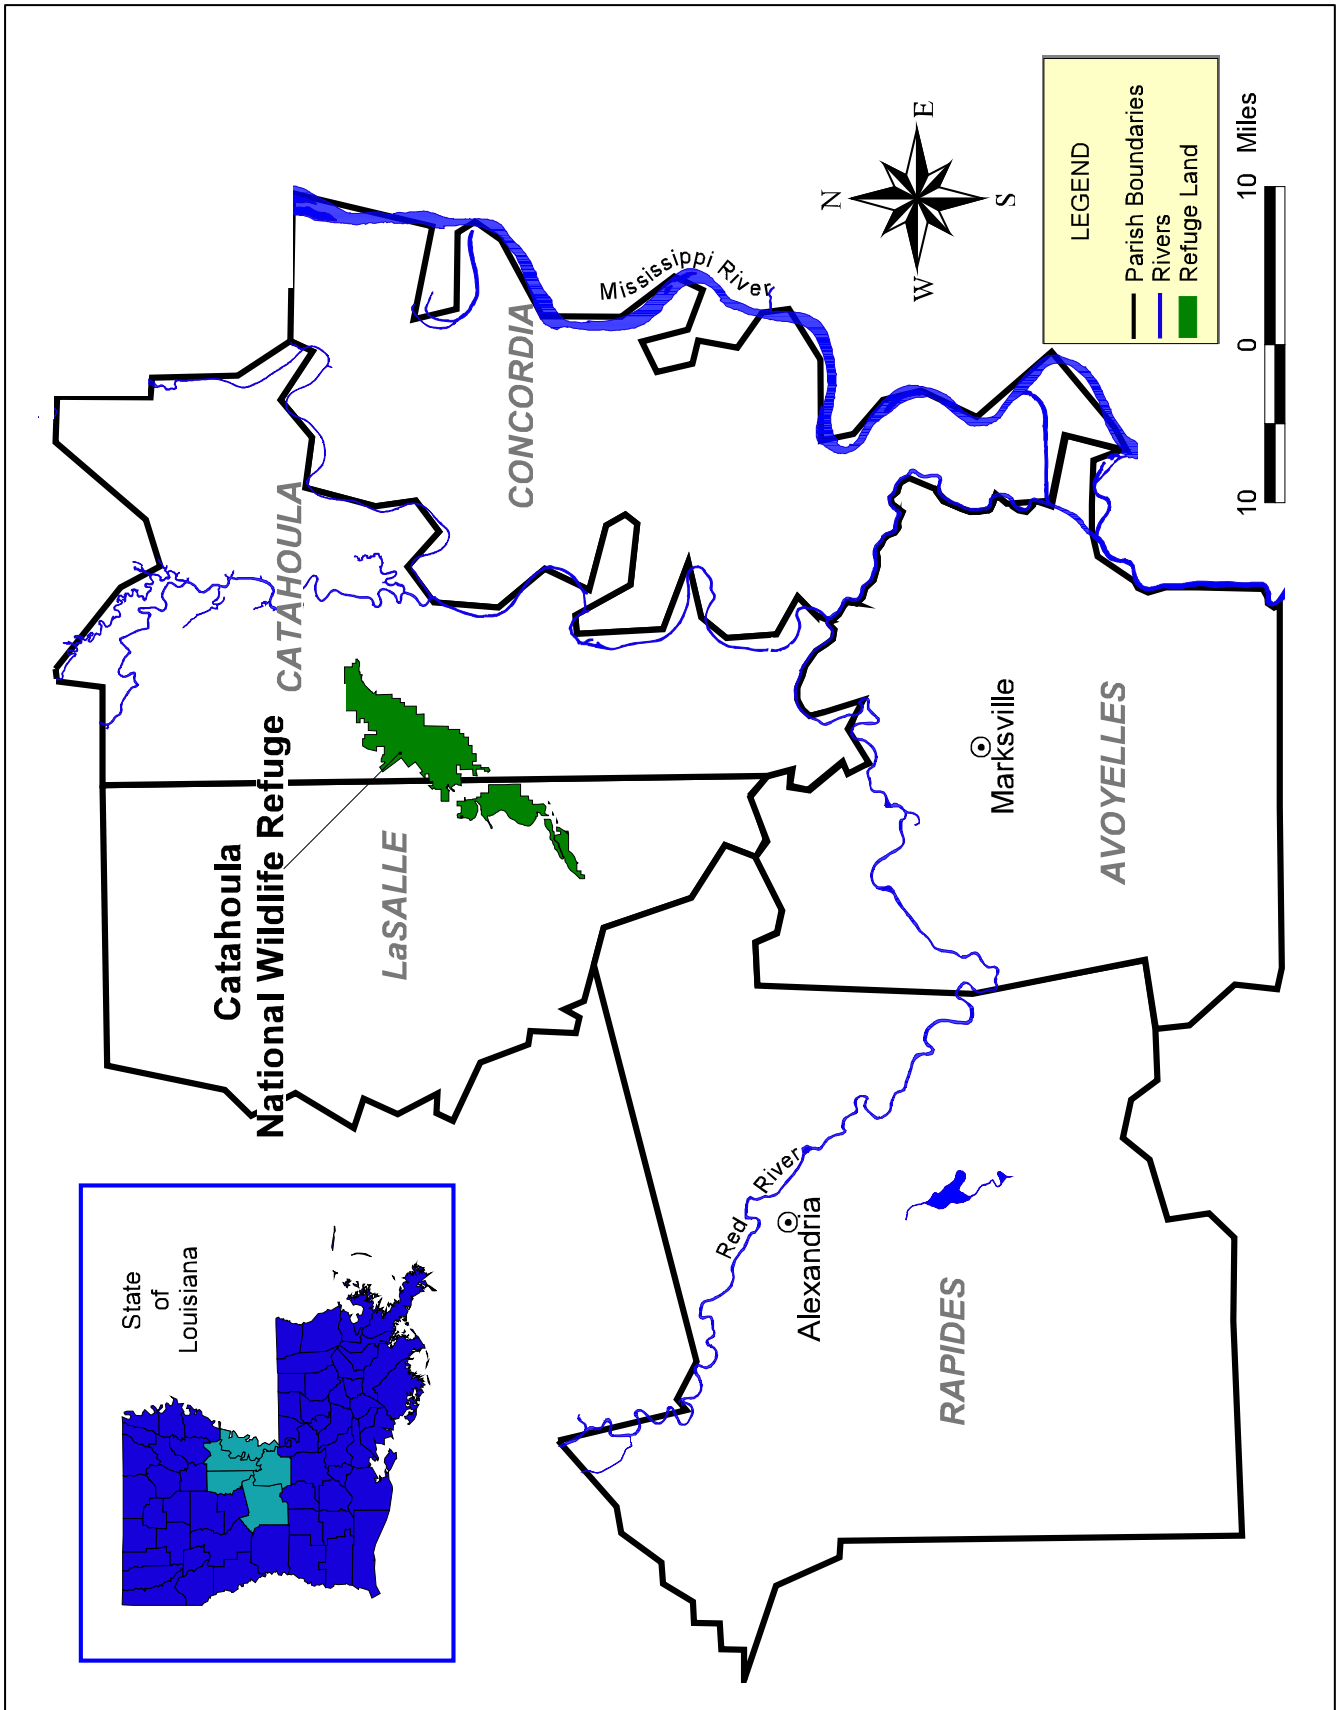 State
of
Louisiana
Catahoula
National Wildlife Refuge
CATAHOULA
LaSALLE
CONCORDIA
Mississippi River
Red River
Alexandria
RAPIDES
Marksville
AVOYELLES
N
W
E
S
LEGEND
Parish Boundaries
Rivers
Refuge Land
10 0 10 Miles